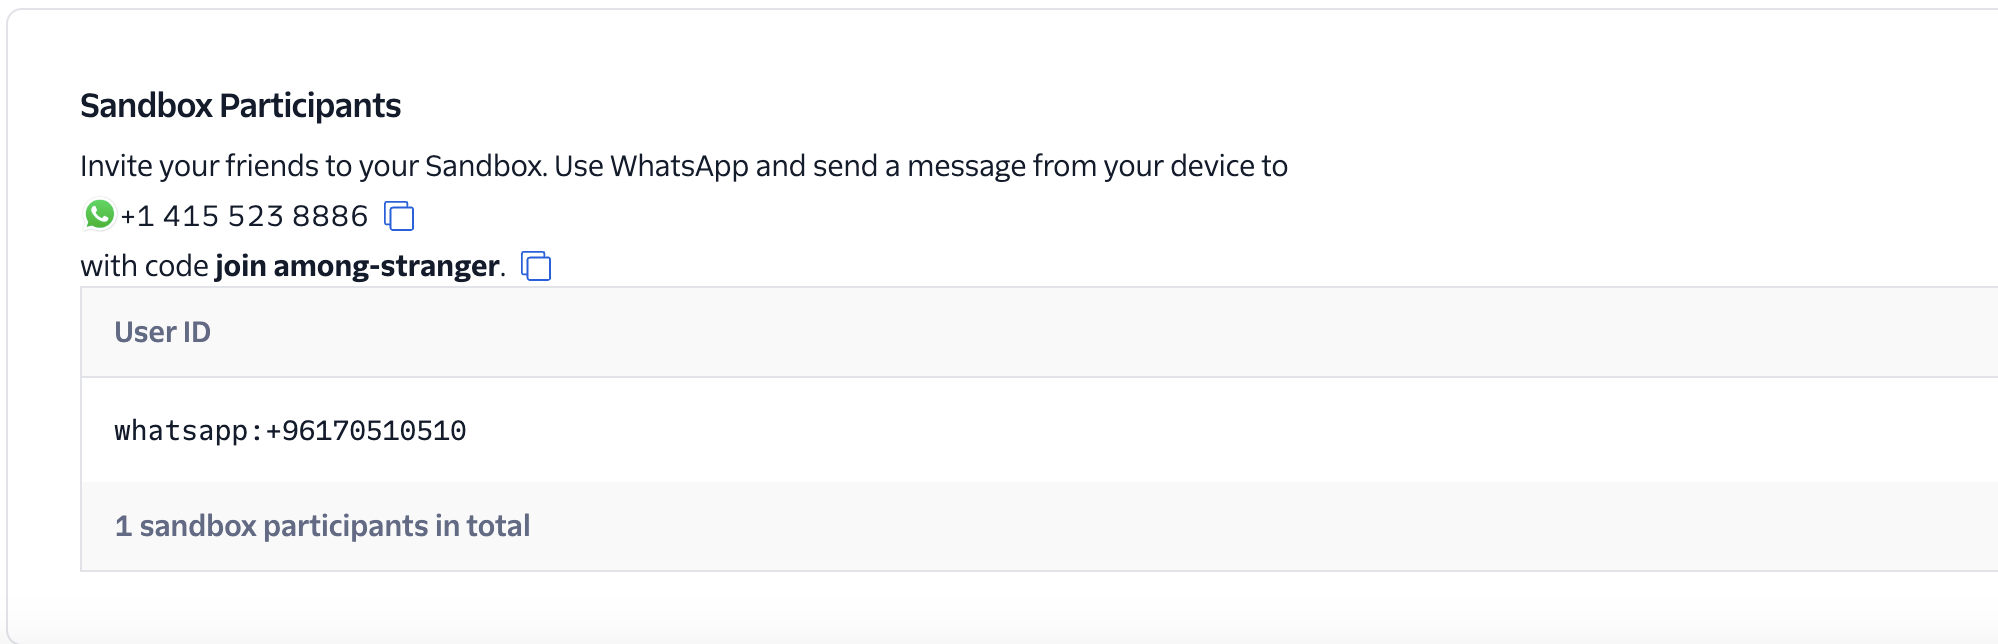 Sandbox Participants
Invite your friends to your Sandbox. Use WhatsApp and send a message from your device to
+1 415 523 8886
with code join among-stranger.
User ID
whatsapp:+96170510510
1 sandbox participants in total